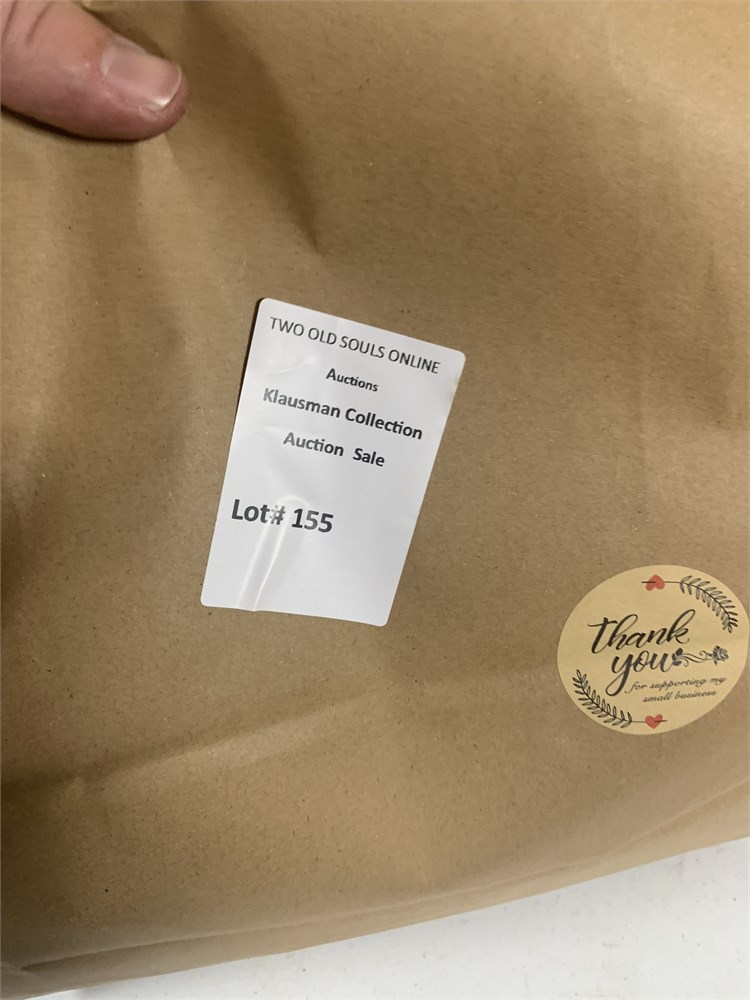 TWO OLD SOULS ONLINE
Auctions
Klausman Collection
Auction Sale
Lot# 155
thank
you
for supporting my
small business